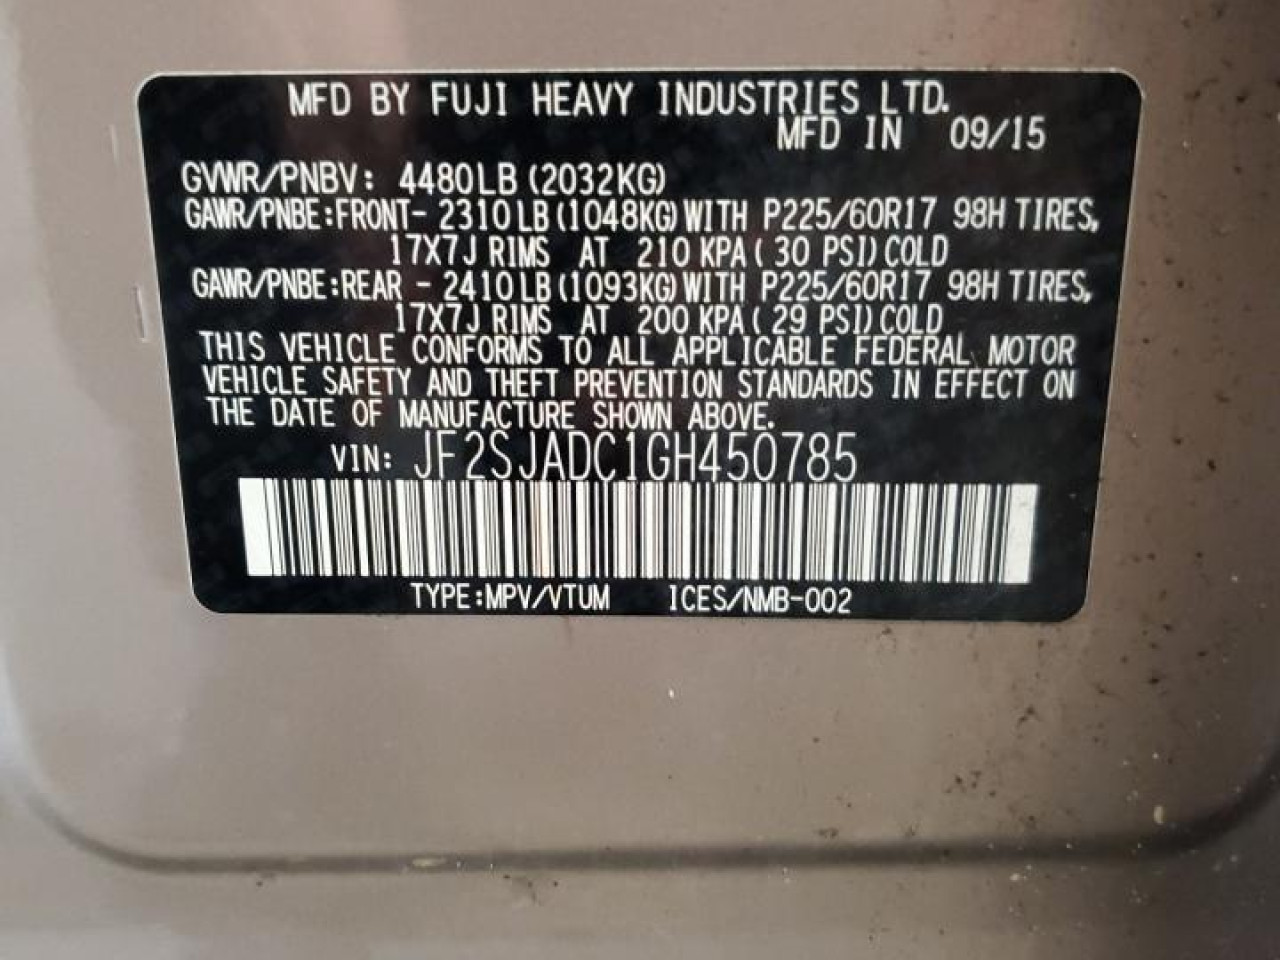 MFD BY FUJI HEAVY INDUSTRIES LTD.
MFD IN 09/15
GVWR/PNBV: 4480LB (2032KG)
GAWR/PNBE:FRONT- 2310LB (1048KG) WITH P225/60R17 98H TIRES,
17X7J RIMS AT 210 KPA ( 30 PSI) COLD
GAWR/PNBE:REAR - 2410LB (1093KG) WITH P225/60R17 98H TIRES,
17X7J RIMS AT 200 KPA ( 29 PSI) COLD
THIS VEHICLE CONFORMS TO ALL APPLICABLE FEDERAL MOTOR
VEHICLE SAFETY AND THEFT PREVENTION STANDARDS IN EFFECT ON
THE DATE OF MANUFACTURE SHOWN ABOVE.
VIN: JF2SJADC1GH450785
TYPE:MPV/VTUM ICES/NMB-002